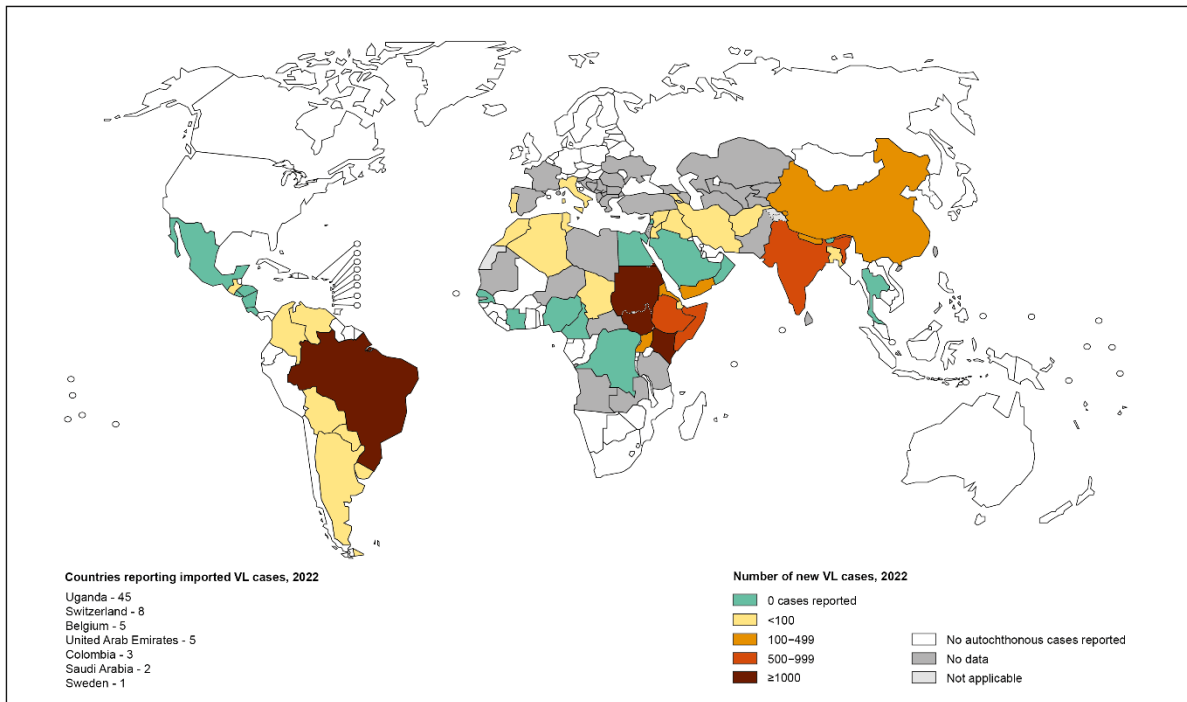 Countries reporting imported VL cases, 2022
Uganda - 45
Switzerland - 8
Belgium - 5
United Arab Emirates - 5
Colombia - 3
Saudi Arabia - 2
Sweden - 1
Number of new VL cases, 2022
0 cases reported
<100
100–499
500–999
≥1000
No autochthonous cases reported
No data
Not applicable